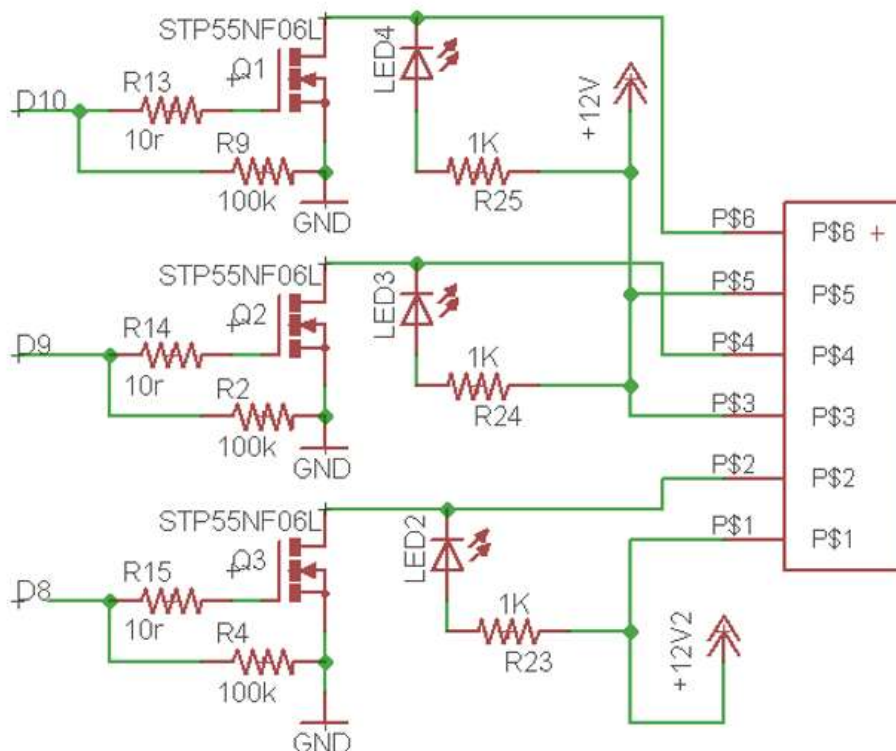 STP55NF06L
Q1
R13
D10
10r
R9
100k
GND
LED4
1K
R25
+12V
P$6
P$6 +
P$5
P$5
P$4
P$4
P$3
P$3
P$2
P$2
P$1
P$1
STP55NF06L
Q2
R14
D9
10r
R2
100k
GND
LED3
1K
R24
STP55NF06L
Q3
R15
D8
10r
R4
100k
GND
LED2
1K
R23
+12V2